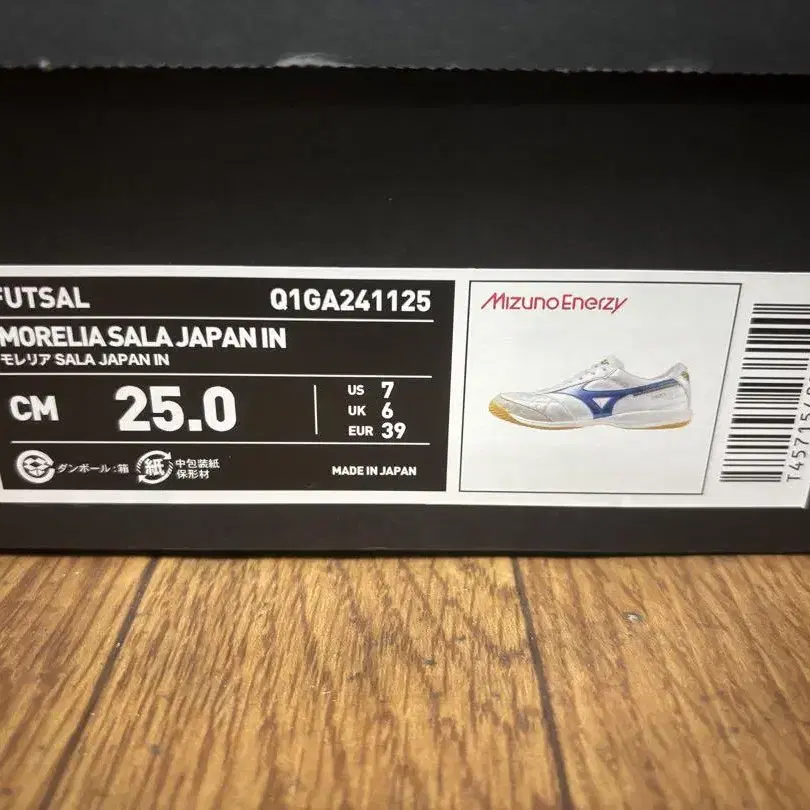 FUTSAL Q1GA241125
MORELIA SALA JAPAN IN
モレリア SALA JAPAN IN
CM 25.0
US 7
UK 6
EUR 39
ダンボール:箱
紙
中包装紙
保形材
MADE IN JAPAN
MizunoEnerzy